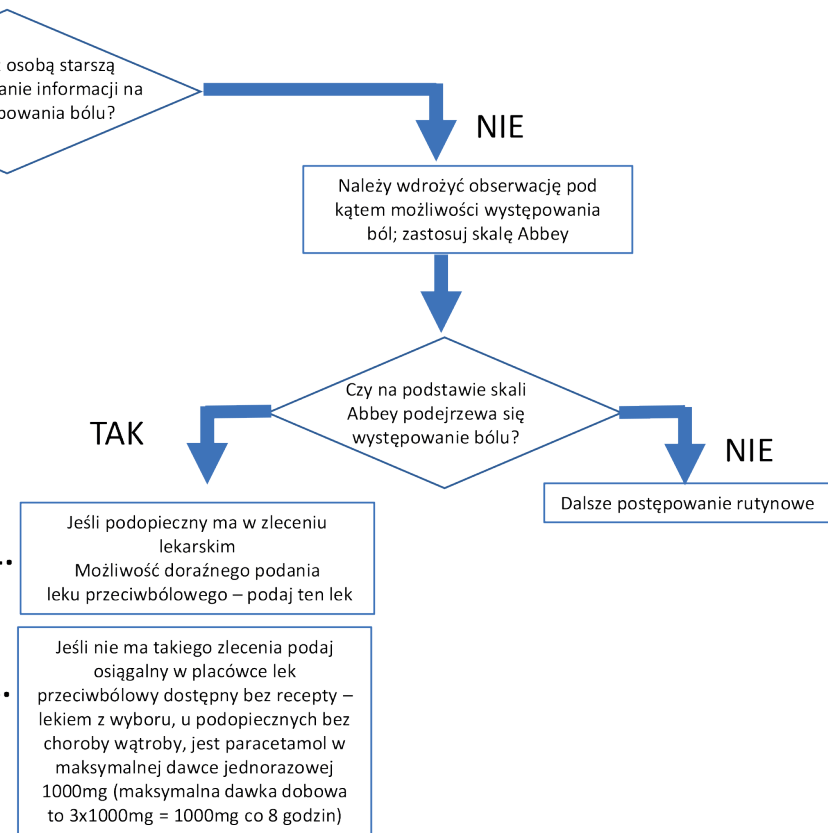 osobą starszą
anie informacji na
powania bólu?
NIE
Należy wdrożyć obserwację pod
kątem możliwości występowania
ból; zastosuj skalę Abbey
Czy na podstawie skali
Abbey podejrzewa się
występowanie bólu?
TAK
NIE
Dalsze postępowanie rutynowe
Jeśli podopieczny ma w zleceniu
lekarskim
Możliwość doraźnego podania
leku przeciwbólowego – podaj ten lek
Jeśli nie ma takiego zlecenia podaj
osiągalny w placówce lek
przeciwbólowy dostępny bez recepty –
lekiem z wyboru, u podopiecznych bez
choroby wątroby, jest paracetamol w
maksymalnej dawce jednorazowej
1000mg (maksymalna dawka dobowa
to 3x1000mg = 1000mg co 8 godzin)